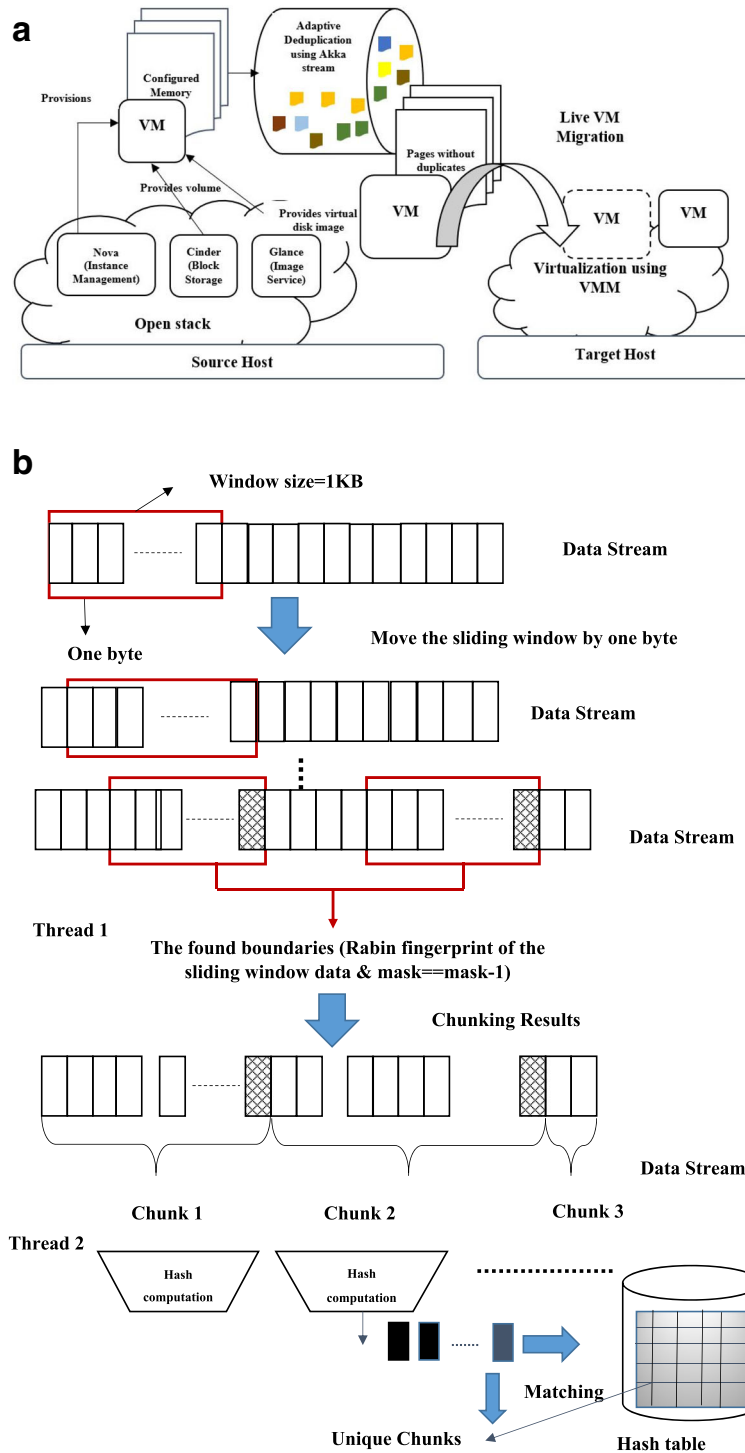 a
Adaptive
Deduplication
using Akka
stream
Configured
Memory
Provisions
VM
Live VM
Migration
Pages without
duplicates
Provides volume
Provides virtual
disk image
VM
VM
VM
Nova
(Instance
Management)
Cinder
(Block
Storage
Glance
(Image
Service)
Virtualization using
VMM
Open stack
Source Host
Target Host
b
Window size=1KB
Data Stream
One byte
Move the sliding window by one byte
Data Stream
Data Stream
Thread 1
The found boundaries (Rabin fingerprint of the
sliding window data & mask==mask-1)
Chunking Results
Data Stream
Chunk 1
Chunk 2
Chunk 3
Thread 2
Hash
computation
Hash
computation
Matching
Unique Chunks
Hash table